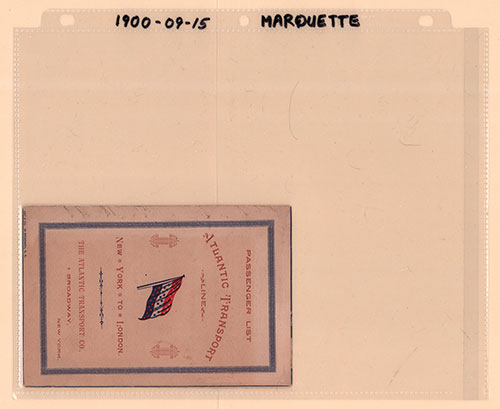 1900-09-15 MARQUETTE
PASSENGER LIST
ATLANTIC TRANSPORT
LINE
NEW YORK TO LONDON.
THE ATLANTIC TRANSPORT CO.
1 BROADWAY,
NEW YORK.